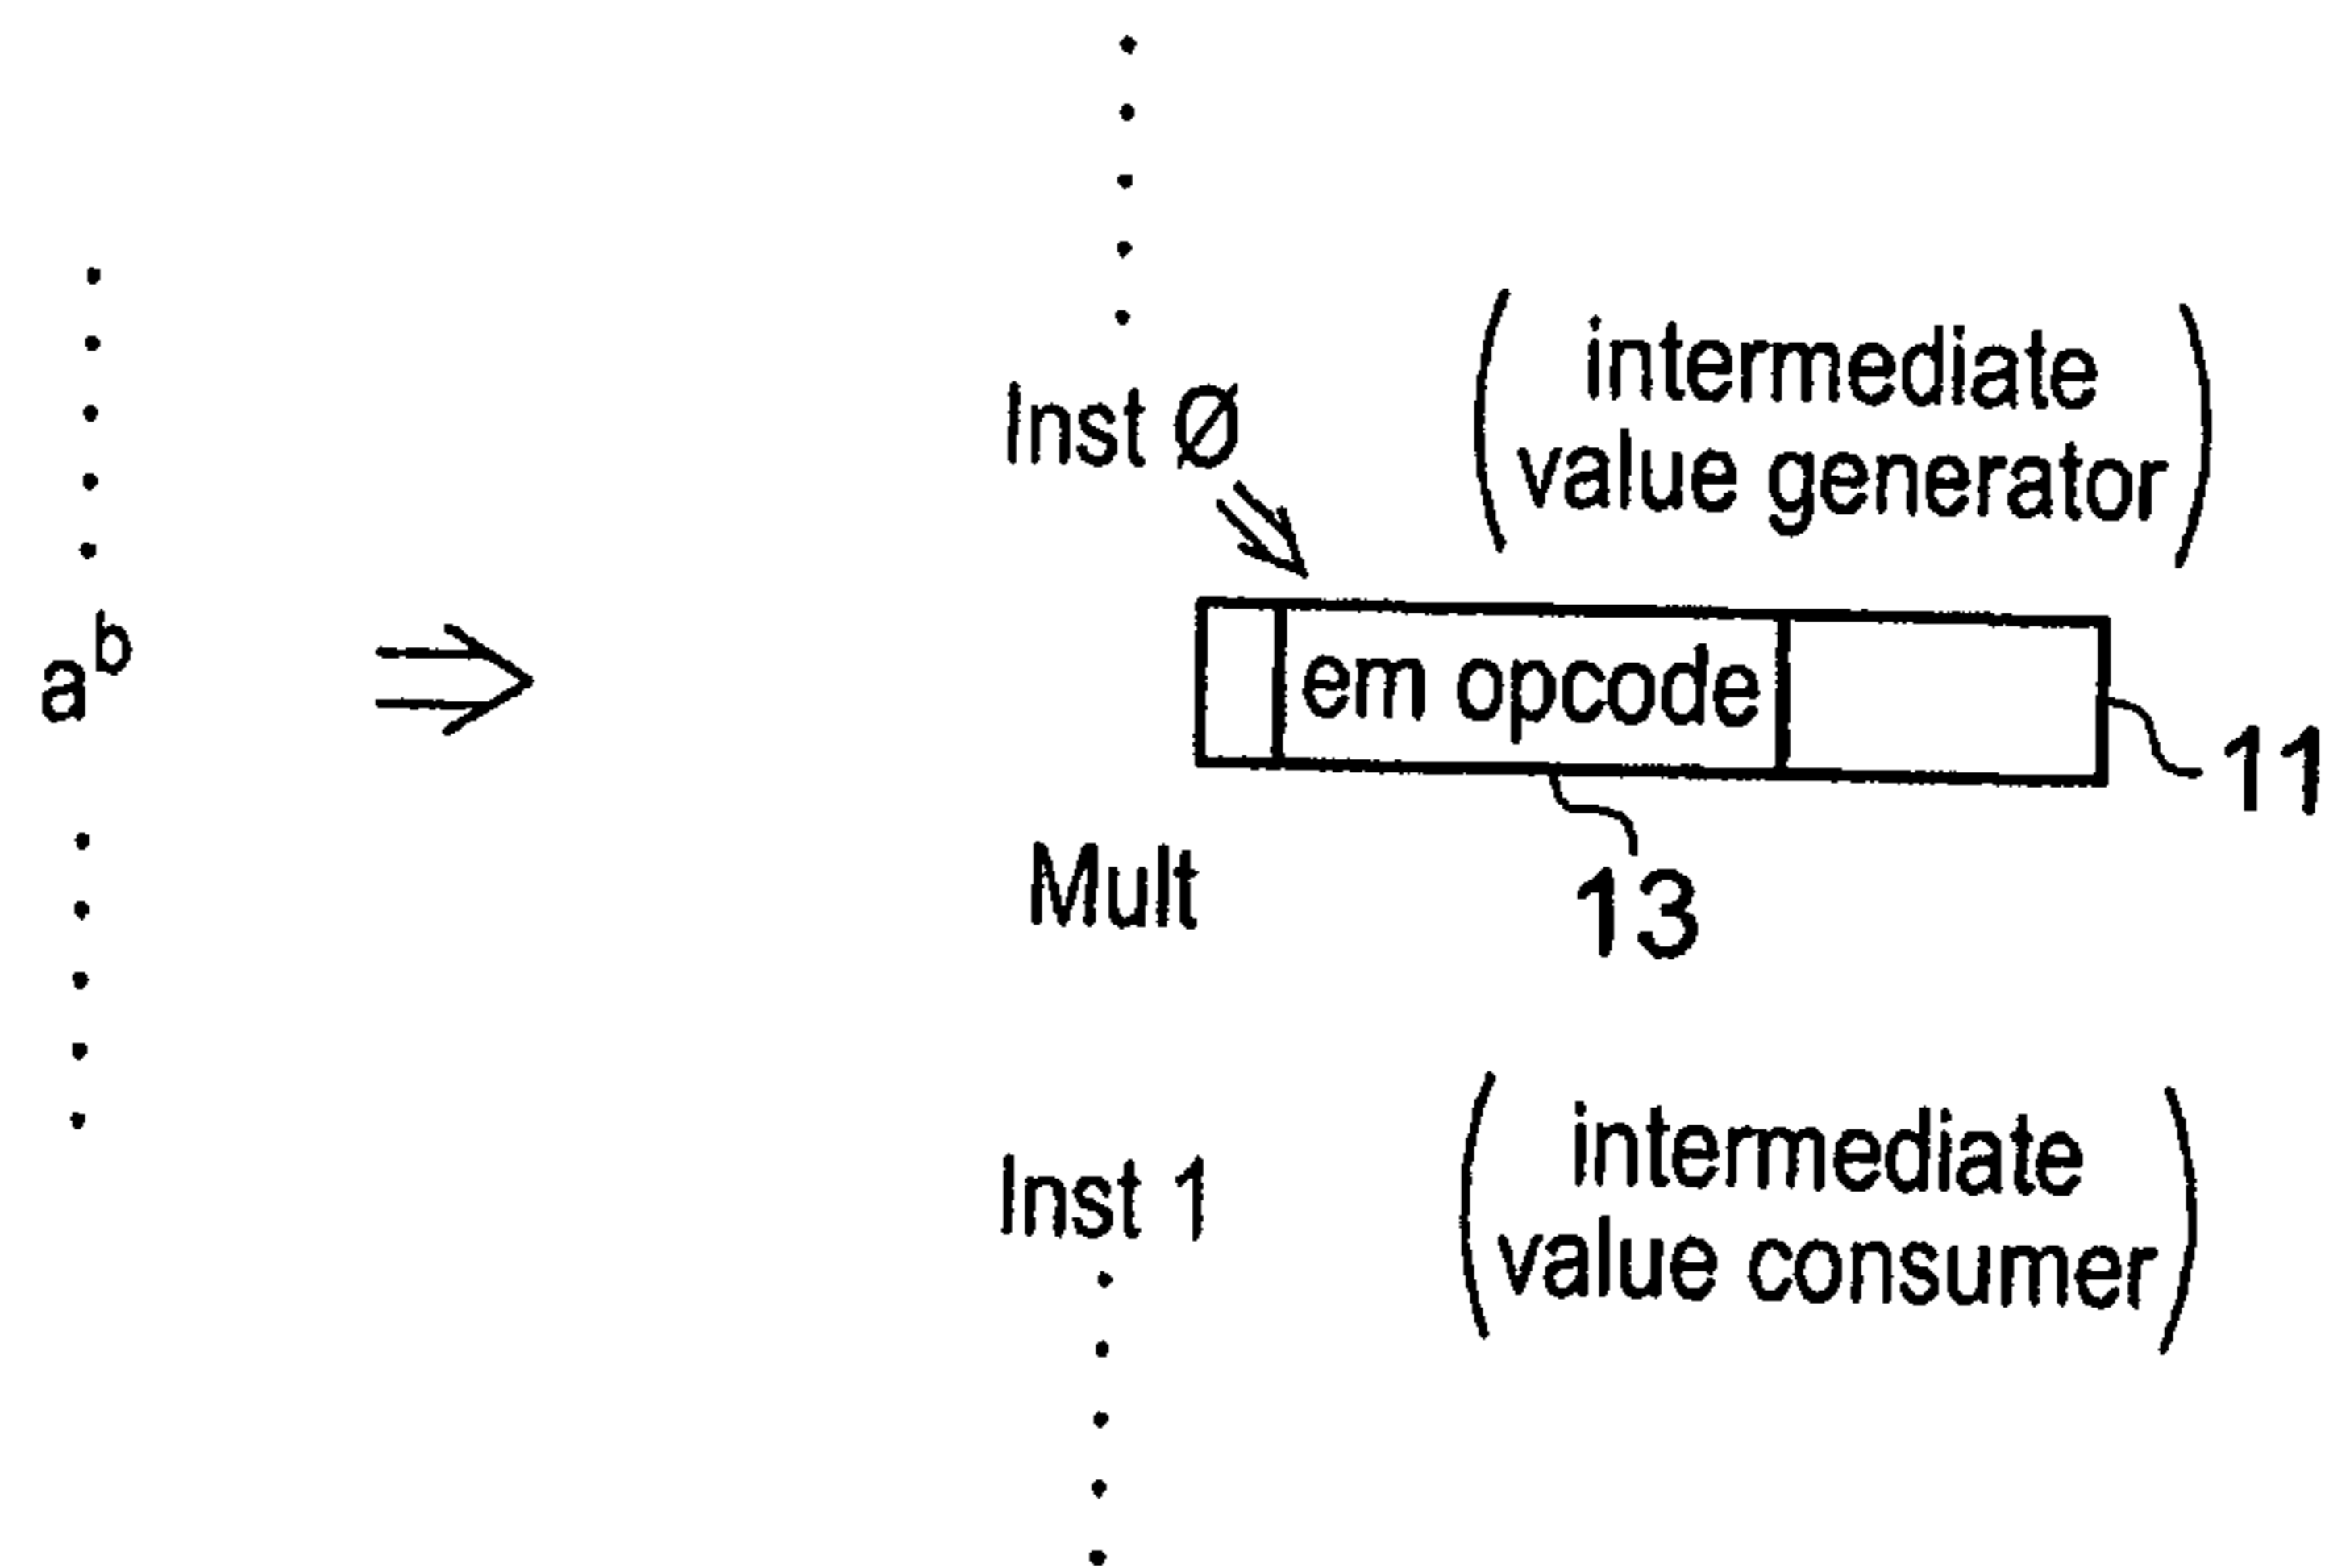 Inst Ø
(intermediate
value generator)
a^b
em opcode
11
13
Mult
Inst 1
(intermediate
value consumer)